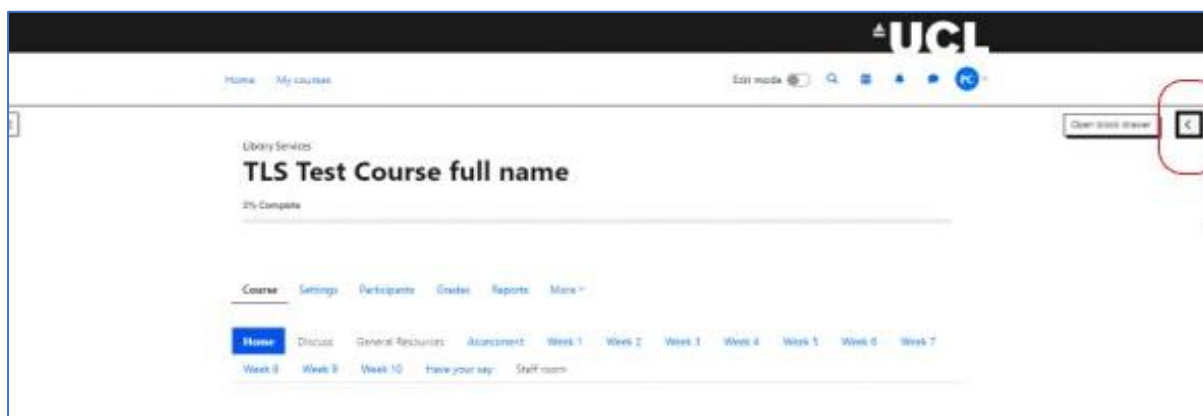 UCL
Home My courses Edit mode PC
Open block drawer
Library Services
TLS Test Course full name
0% Complete
Course Settings Participants Grades Reports More
Home Discuss General Resources Assessment Week 1 Week 2 Week 3 Week 4 Week 5 Week 6 Week 7
Week 8 Week 9 Week 10 Have your say Staff room